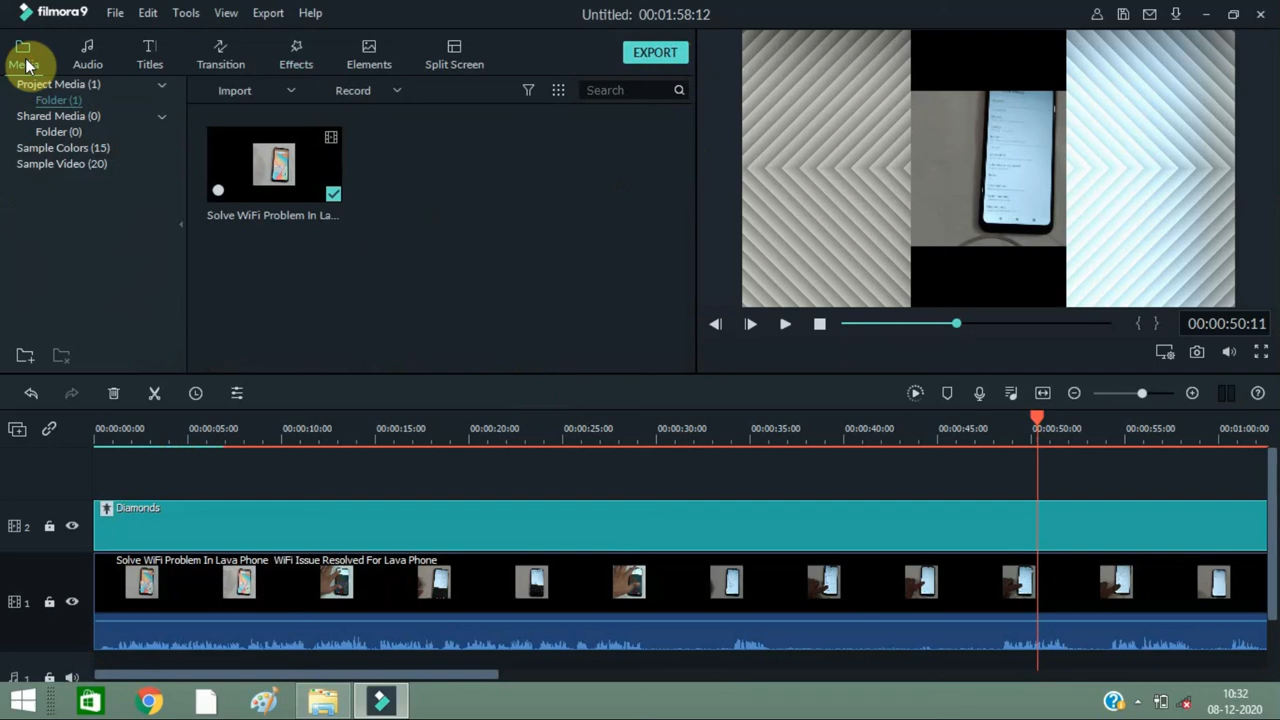 filmora9 File Edit Tools View Export Help Untitled: 00:01:58:12
Media Audio Titles Transition Effects Elements Split Screen EXPORT
Project Media (1)
Folder (1)
Shared Media (0)
Folder (0)
Sample Colors (15)
Sample Video (20)
Import Record Search
Solve WiFi Problem In La...
00:00:50:11
00:00:00:00 00:00:05:00 00:00:10:00 00:00:15:00 00:00:20:00 00:00:25:00 00:00:30:00 00:00:35:00 00:00:40:00 00:00:45:00 00:00:50:00 00:00:55:00 00:01:00:00
2 Diamonds
Solve WiFi Problem In Lava Phone WiFi Issue Resolved For Lava Phone
1
1
10:32
08-12-2020